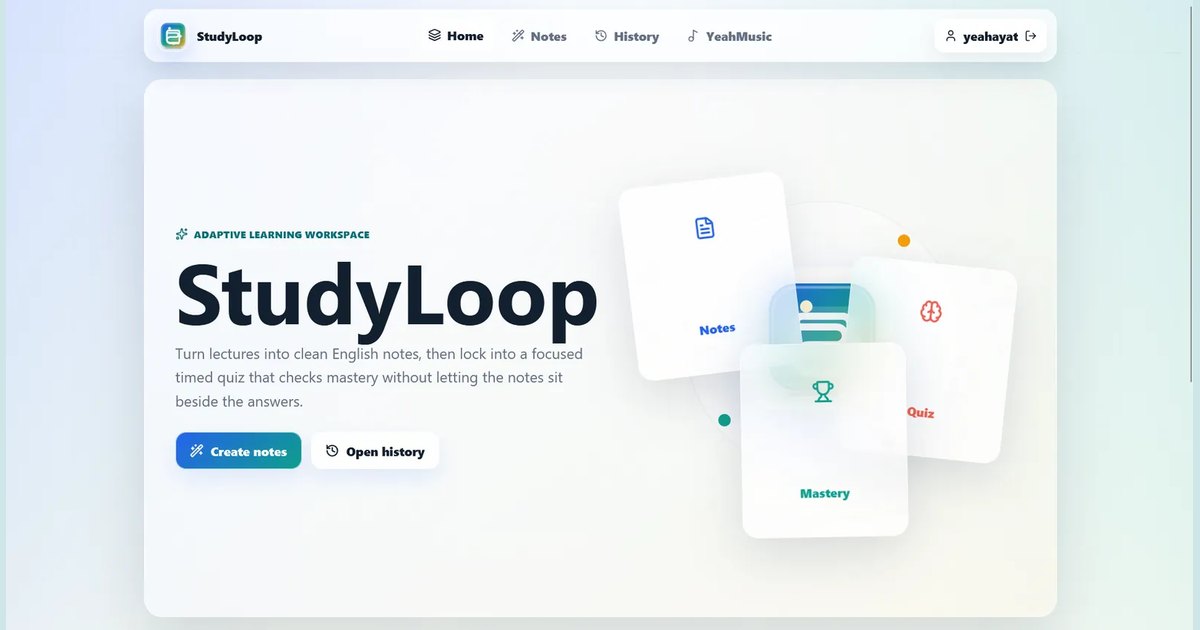 StudyLoop
Home
Notes
History
YeahMusic
yeahayat
ADAPTIVE LEARNING WORKSPACE
StudyLoop
Turn lectures into clean English notes, then lock into a focused
timed quiz that checks mastery without letting the notes sit
beside the answers.
Create notes
Open history
Notes
Quiz
Mastery